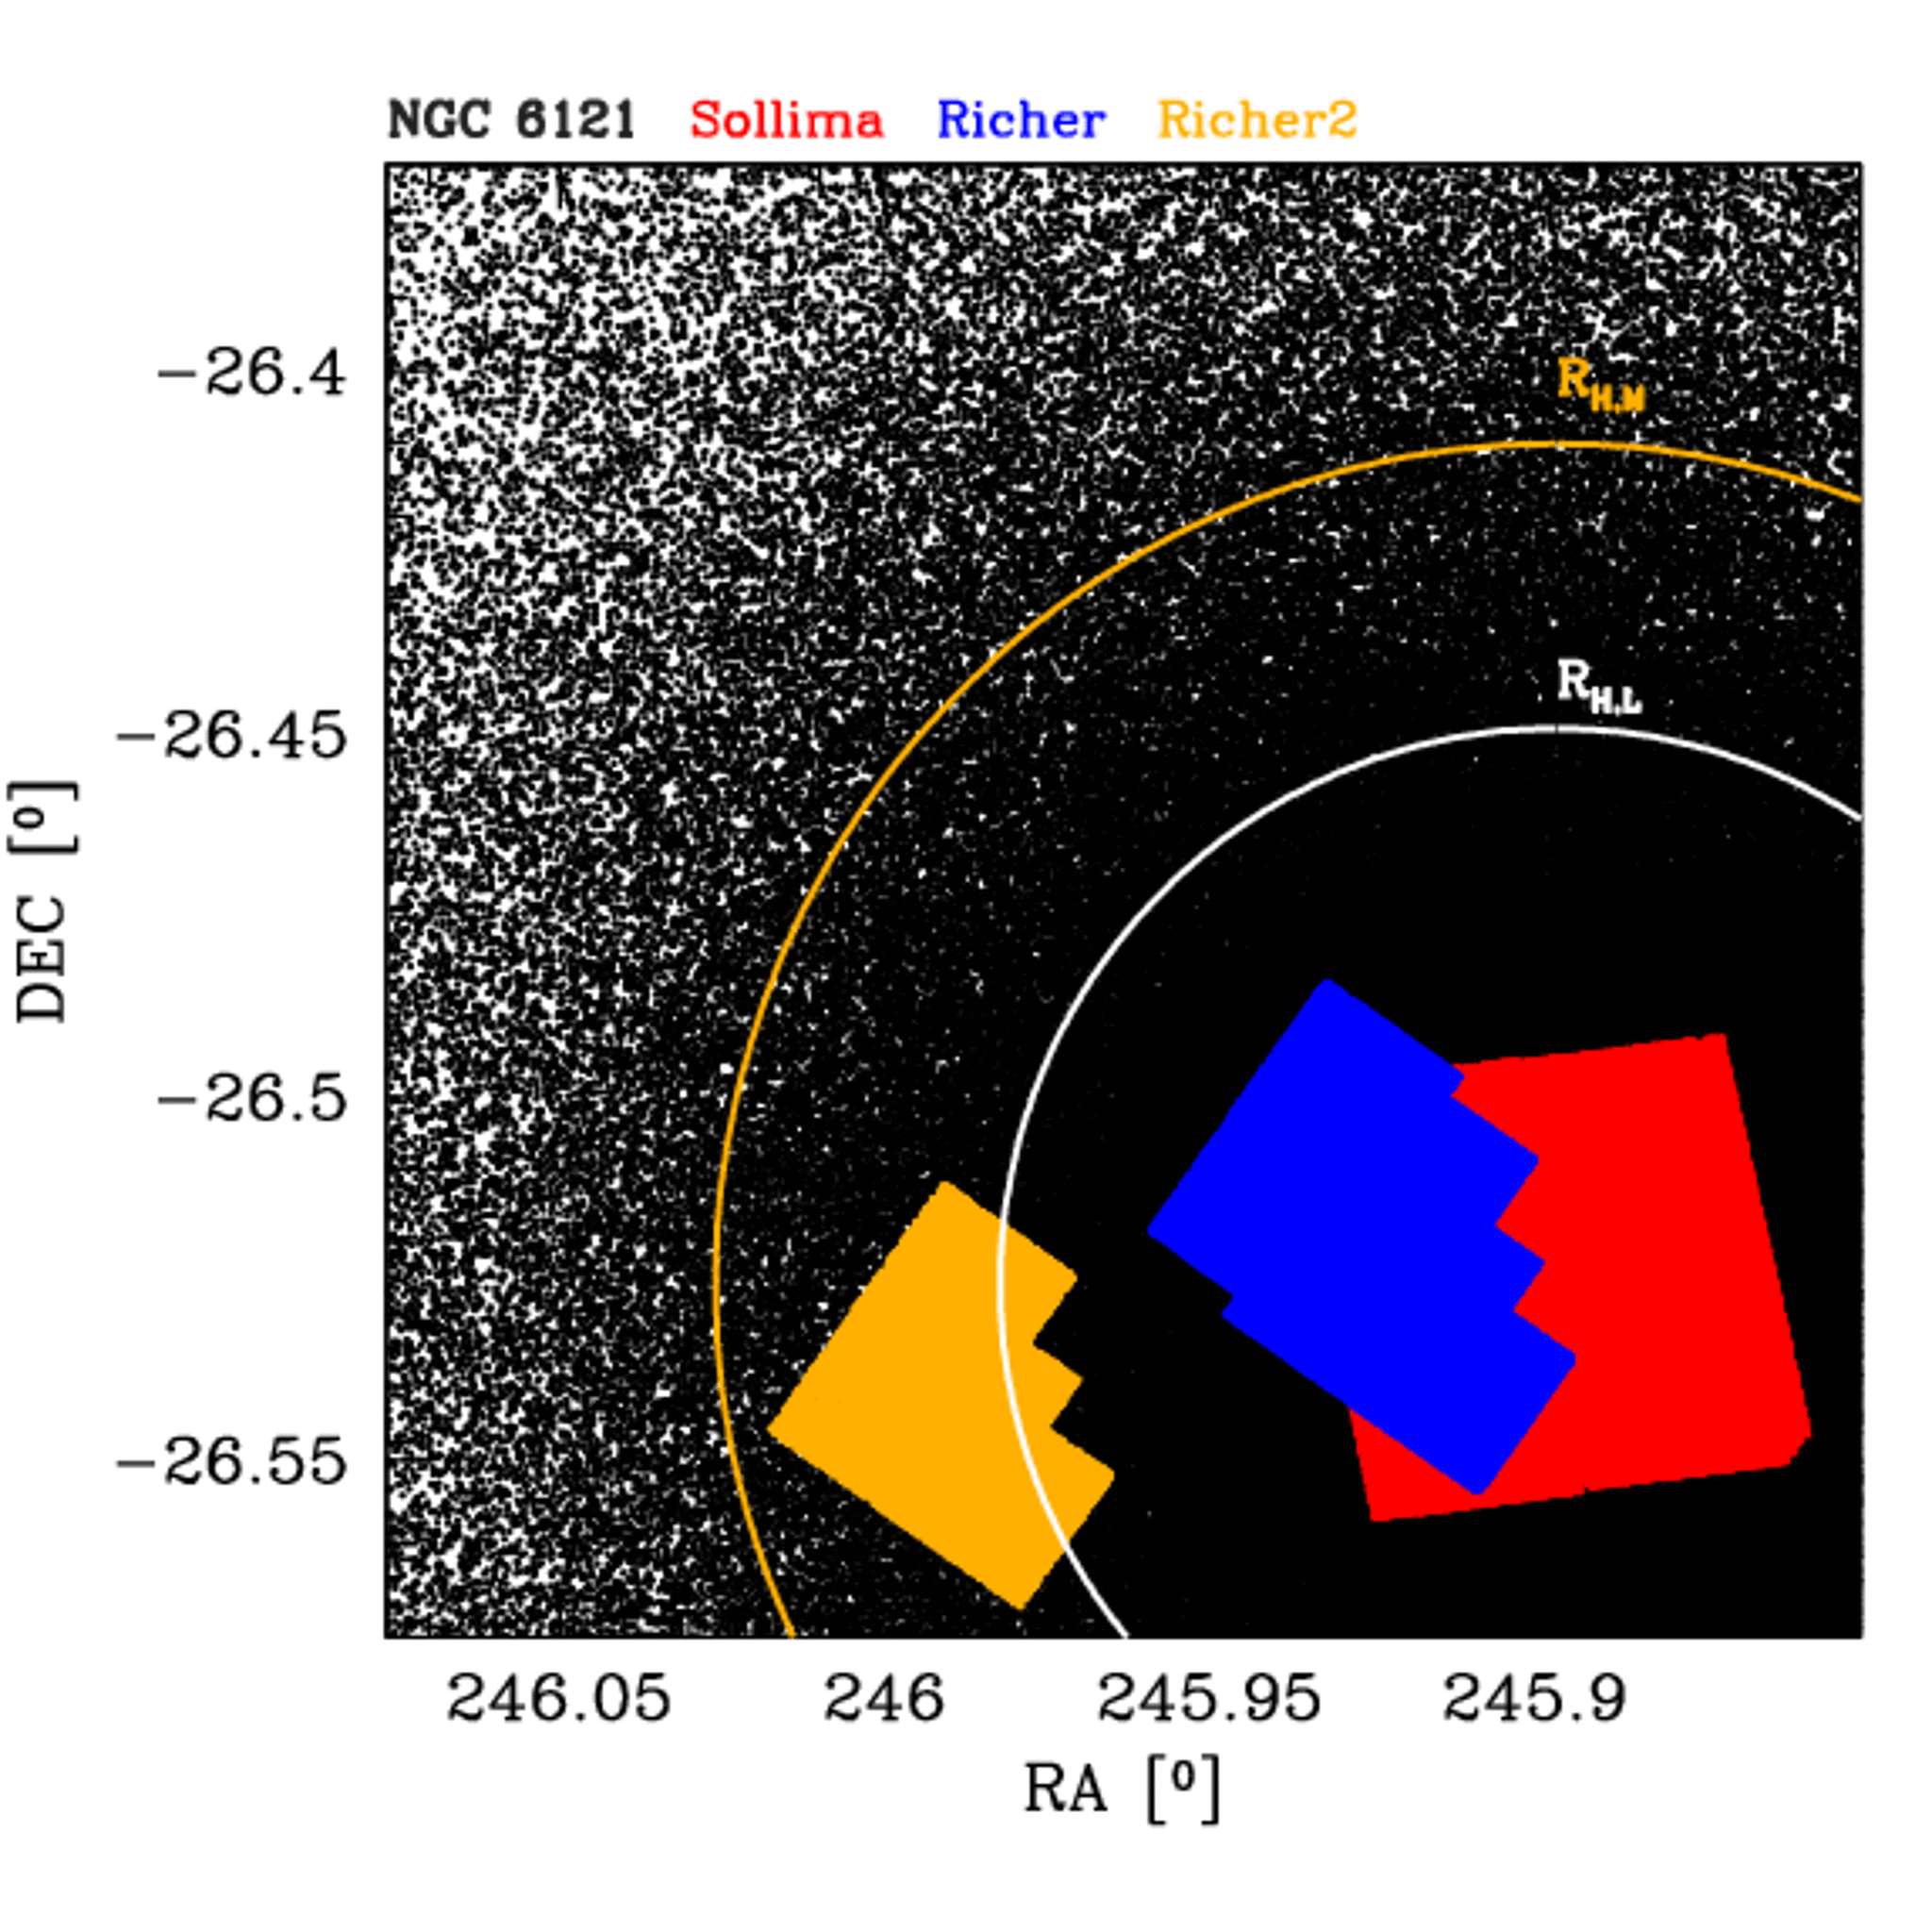 NGC 6121 Sollima Richer Richer2
R_H,M
R_H,L
−26.4
−26.45
−26.5
−26.55
DEC [º]
246.05 246 245.95 245.9
RA [º]